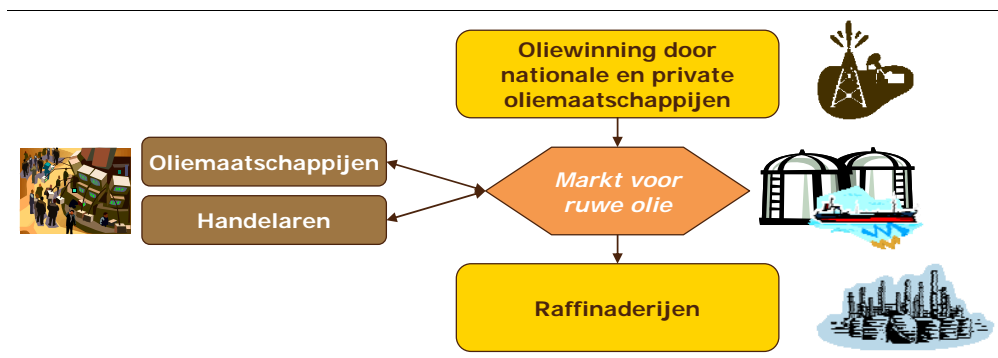 Oliewinning door
nationale en private
oliemaatschappijen
Oliemaatschappijen
Handelaren
Markt voor
ruwe olie
Raffinaderijen